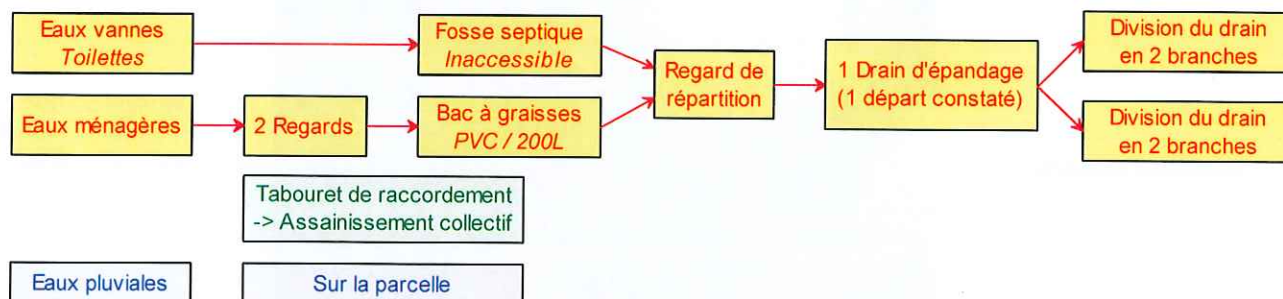 Eaux vannes
Toilettes
Fosse septique
Inaccessible
Regard de
répartition
1 Drain d'épandage
(1 départ constaté)
Division du drain
en 2 branches
Eaux ménagères
2 Regards
Bac à graisses
PVC / 200L
Division du drain
en 2 branches
Tabouret de raccordement
-> Assainissement collectif
Eaux pluviales
Sur la parcelle